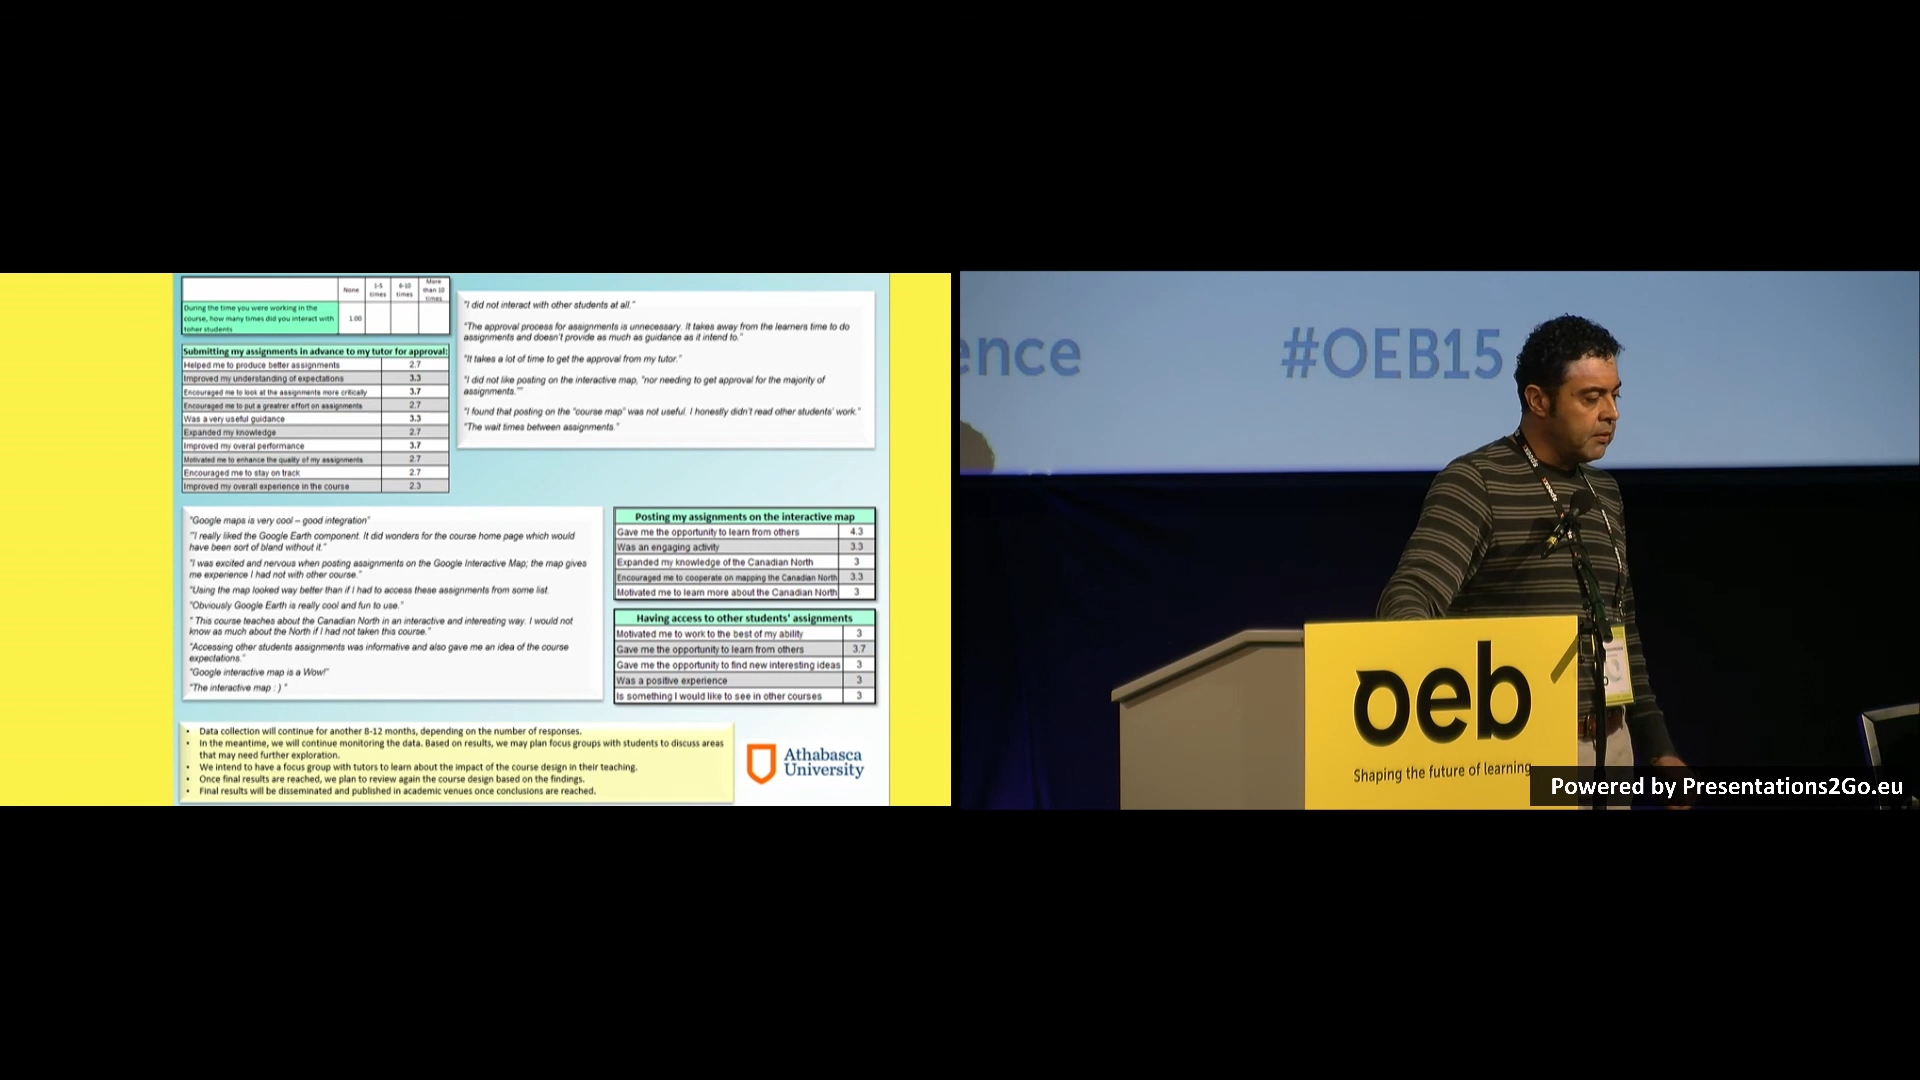 None
1-5 times
6-10 times
More than 10 times
During the time you were working in the
course, how many times did you interact with
toher students
1.00
Submitting my assignments in advance to my tutor for approval:
Helped me to produce better assignments 2.7
Improved my understanding of expectations 3.3
Encouraged me to look at the assignments more critically 3.7
Encouraged me to put a greatrer effort on assignments 2.7
Was a very useful guidance 3.3
Expanded my knowledge 2.7
Improved my overal performance 3.7
Motivated me to enhance the quality of my assignments 2.7
Encouraged me to stay on track 2.7
Improved my overall experience in the course 2.3
"I did not interact with other students at all."
"The approval process for assignments is unnecessary. It takes away from the learners time to do
assignments and doesn't provide as much as guidance as it intend to."
"It takes a lot of time to get the approval from my tutor."
"I did not like posting on the interactive map, "nor needing to get approval for the majority of
assignments.""
"I found that posting on the "course map" was not useful. I honestly didn't read other students' work."
"The wait times between assignments."
"Google maps is very cool – good integration"
"I really liked the Google Earth component. It did wonders for the course home page which would
have been sort of bland without it."
"I was excited and nervous when posting assignments on the Google Interactive Map; the map gives
me experience I had not with other course."
"Using the map looked way better than if I had to access these assignments from some list.
"Obviously Google Earth is really cool and fun to use."
" This course teaches about the Canadian North in an interactive and interesting way. I would not
know as much about the North if I had not taken this course."
"Accessing other students assignments was informative and also gave me an idea of the course
expectations."
"Google interactive map is a Wow!"
"The interactive map : ) "
Posting my assignments on the interactive map
Gave me the opportunity to learn from others 4.3
Was an engaging activity 3.3
Expanded my knowledge of the Canadian North 3
Encouraged me to cooperate on mapping the Canadian North 3.3
Motivated me to learn more about the Canadian North 3
Having access to other students' assignments
Motivated me to work to the best of my ability 3
Gave me the opportunity to learn from others 3.7
Gave me the opportunity to find new interesting ideas 3
Was a positive experience 3
Is something I would like to see in other courses 3
• Data collection will continue for another 8-12 months, depending on the number of responses.
• In the meantime, we will continue monitoring the data. Based on results, we may plan focus groups with students to discuss areas
that may need further exploration.
• We intend to have a focus group with tutors to learn about the impact of the course design in their teaching.
• Once final results are reached, we plan to review again the course design based on the findings.
• Final results will be disseminated and published in academic venues once conclusions are reached.
Athabasca
University
ence
#OEB15
oeb
Shaping the future of learning
Powered by Presentations2Go.eu